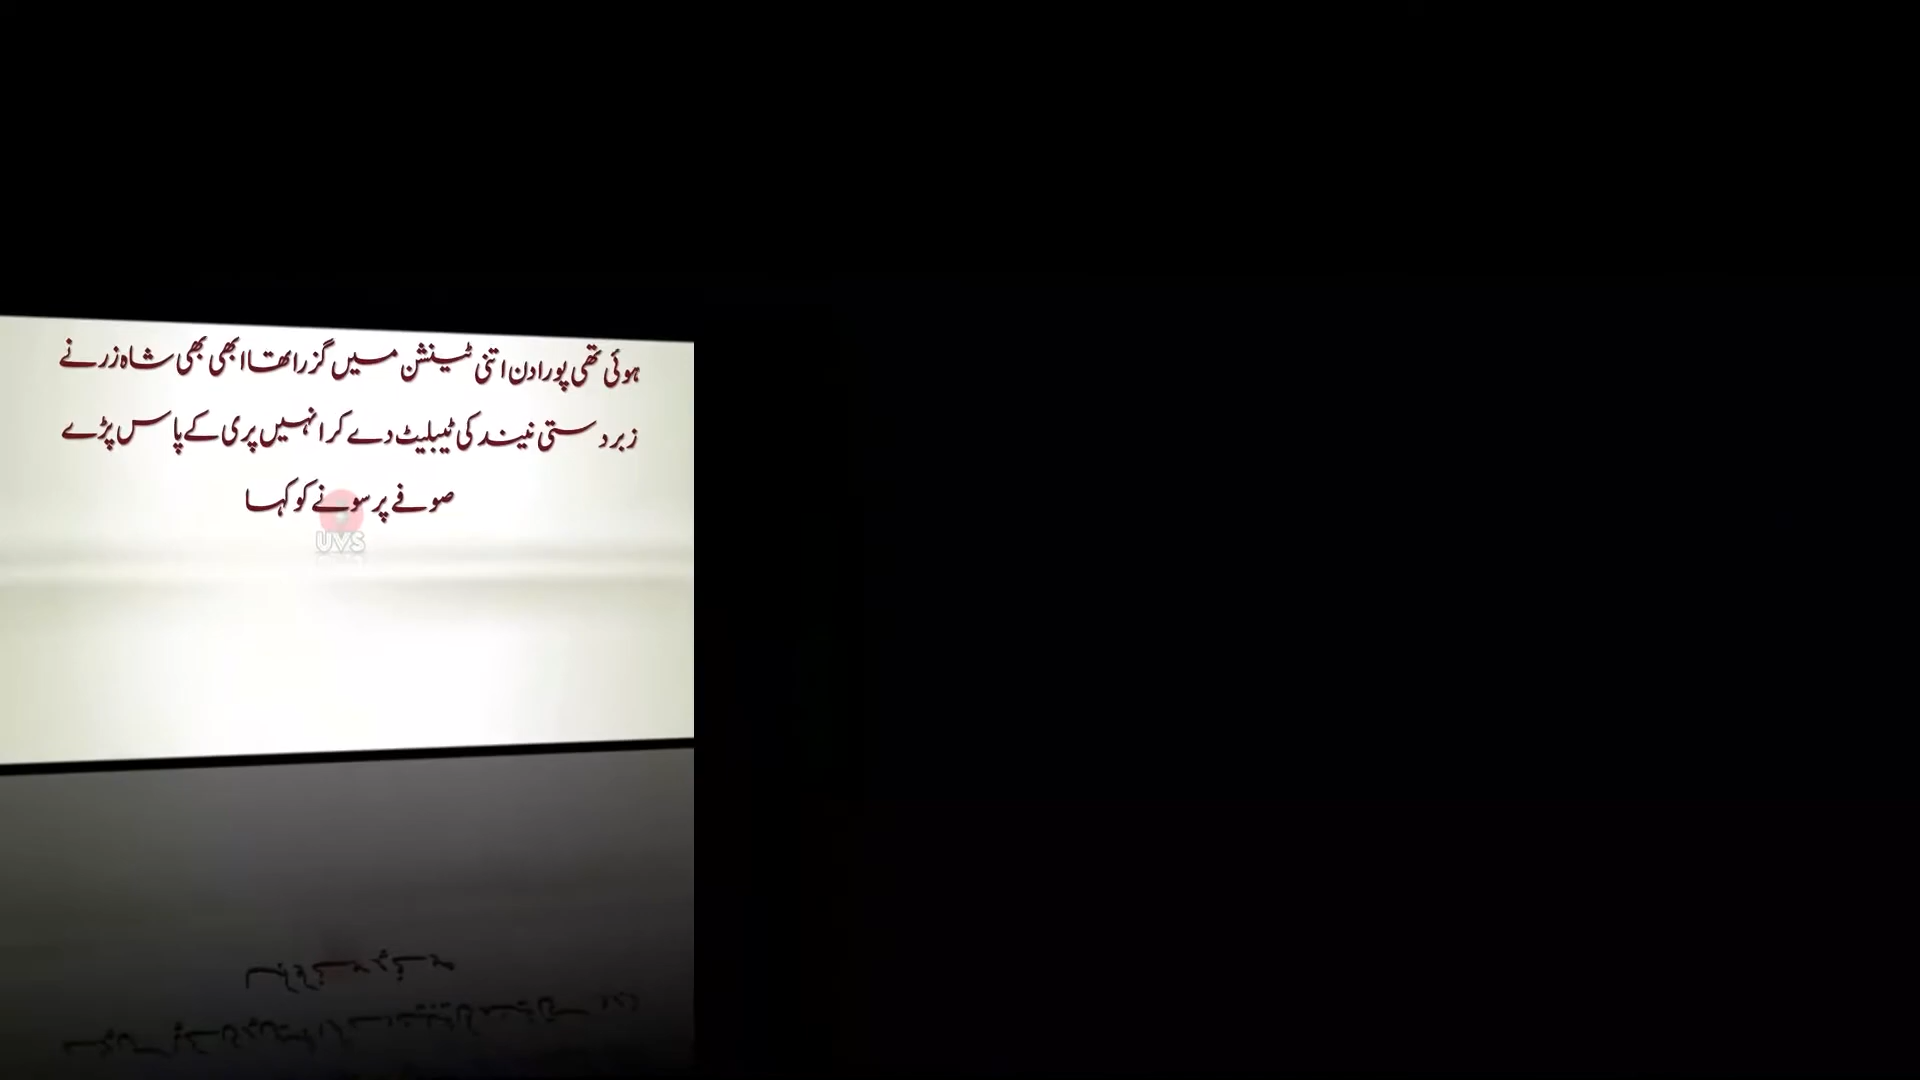 ہوئی تھی پورا دن اتنی ٹینشن میں گزرا تھا ابھی بھی شاہ زر نے
زبردستی نیند کی ٹیبلیٹ دے کر انہیں پری کے پاس پڑے
صوفے پر سونے کو کہا
UVS